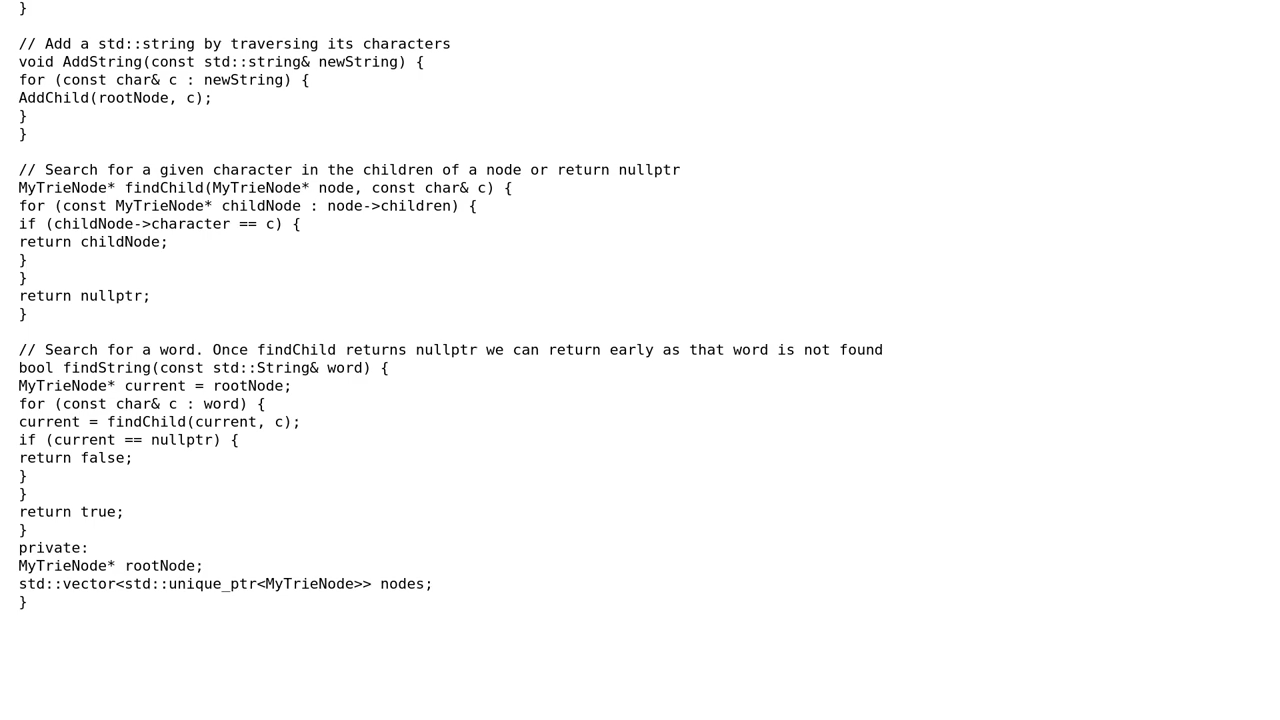 }
// Add a std::string by traversing its characters
void AddString(const std::string& newString) {
for (const char& c : newString) {
AddChild(rootNode, c);
}
}
// Search for a given character in the children of a node or return nullptr
MyTrieNode* findChild(MyTrieNode* node, const char& c) {
for (const MyTrieNode* childNode : node->children) {
if (childNode->character == c) {
return childNode;
}
}
return nullptr;
}
// Search for a word. Once findChild returns nullptr we can return early as that word is not found
bool findString(const std::String& word) {
MyTrieNode* current = rootNode;
for (const char& c : word) {
current = findChild(current, c);
if (current == nullptr) {
return false;
}
}
return true;
}
private:
MyTrieNode* rootNode;
std::vector<std::unique_ptr<MyTrieNode>> nodes;
}